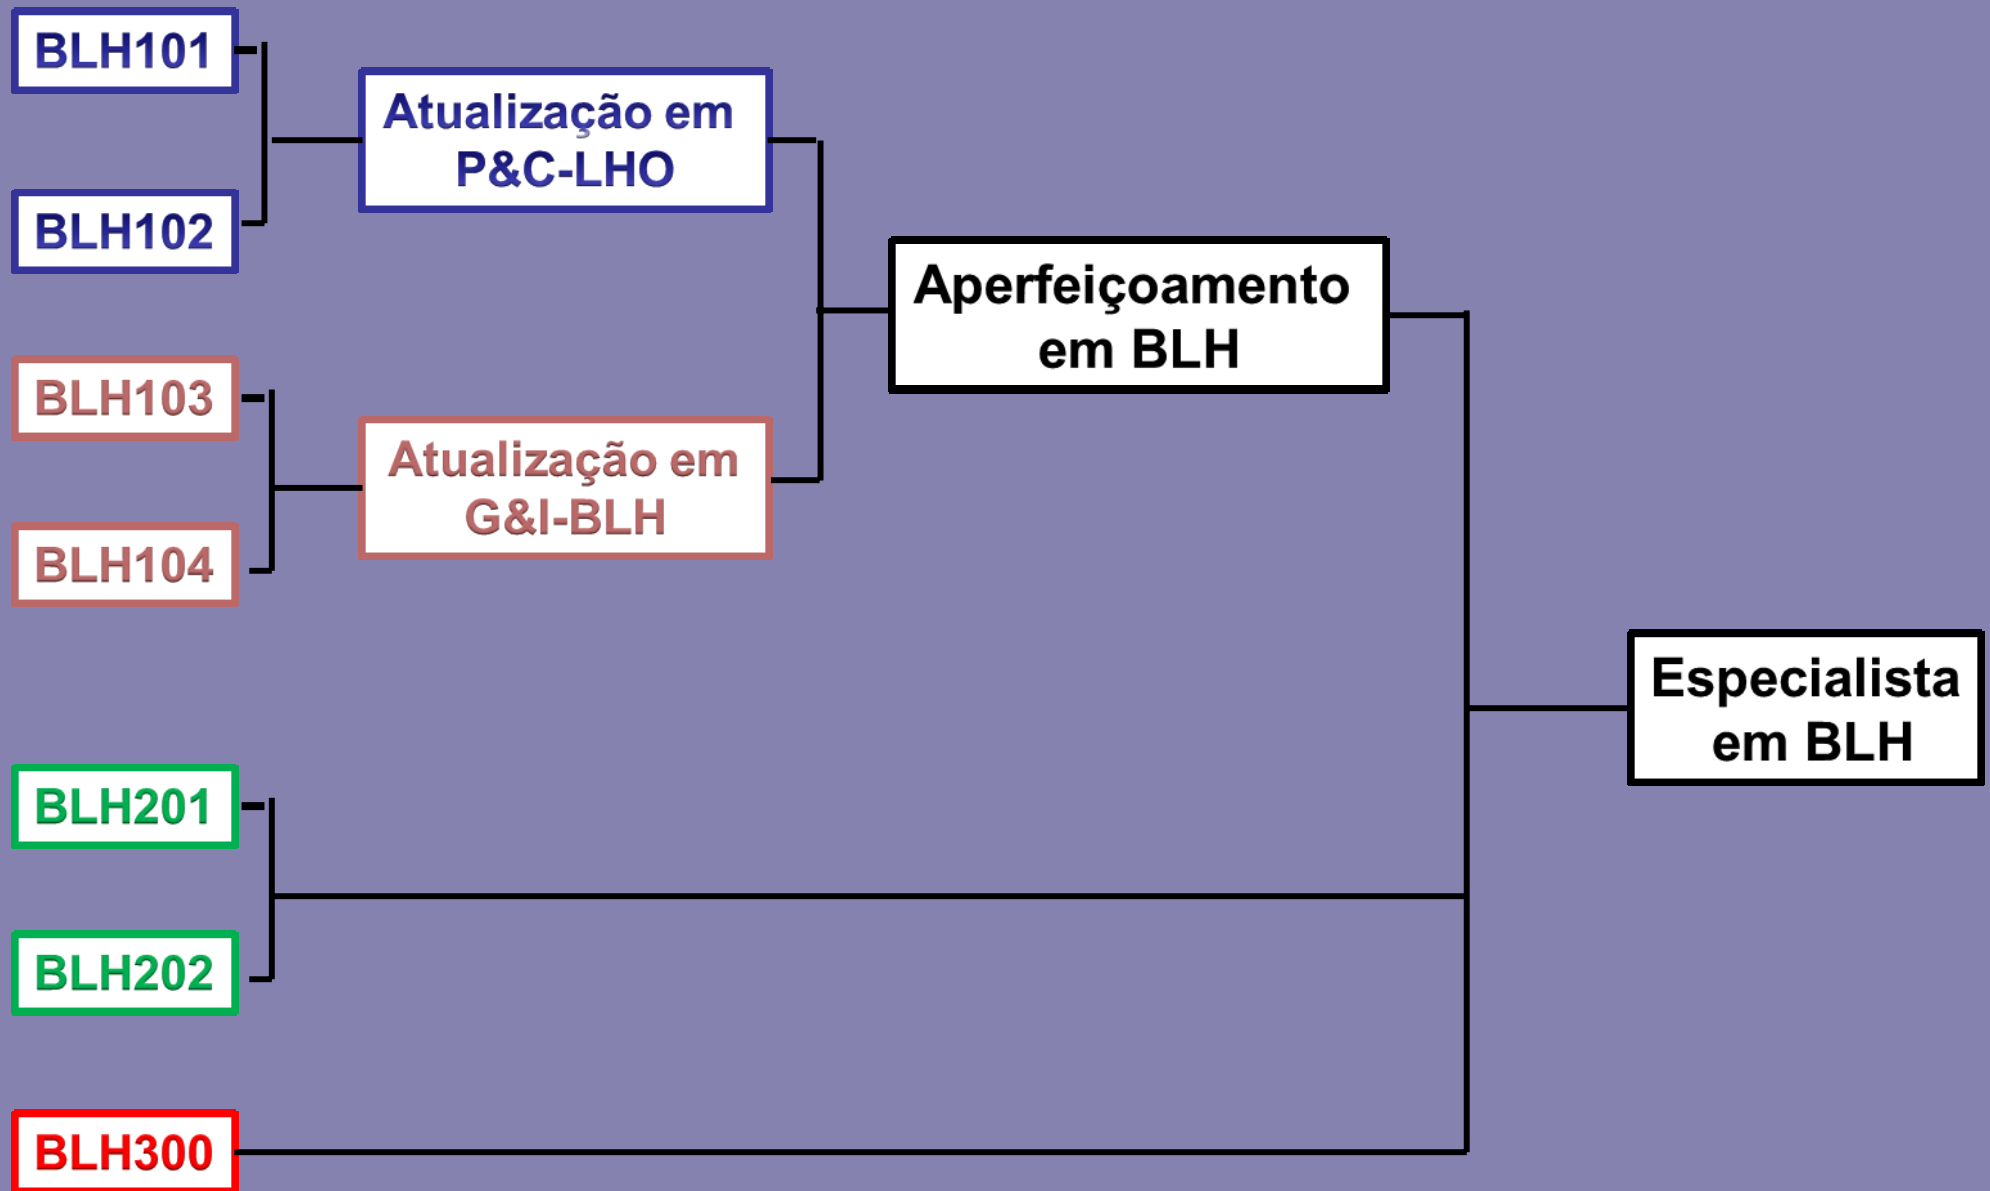 BLH101
BLH102
Atualização em
P&C-LHO
BLH103
BLH104
Atualização em
G&I-BLH
Aperfeiçoamento
em BLH
BLH201
BLH202
BLH300
Especialista
em BLH